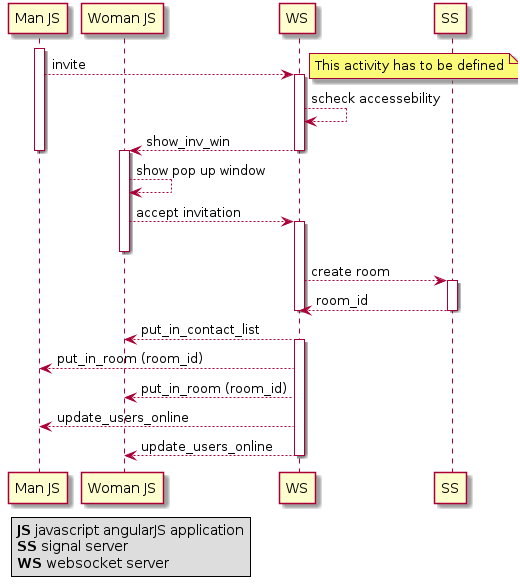 Man JS
Woman JS
WS
SS
invite
This activity has to be defined
scheck accessebility
show_inv_win
show pop up window
accept invitation
create room
room_id
put_in_contact_list
put_in_room (room_id)
put_in_room (room_id)
update_users_online
update_users_online
Man JS
Woman JS
WS
SS
JS javascript angularJS application
SS signal server
WS websocket server